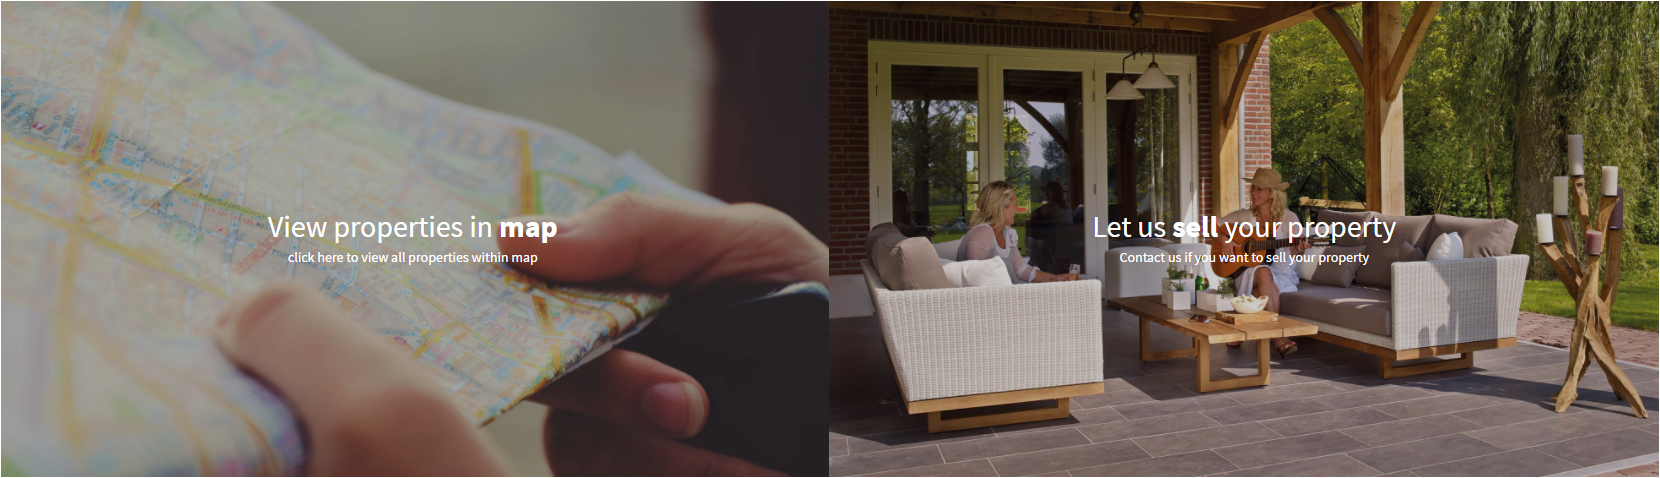 View properties in map
click here to view all properties within map
Let us sell your property
Contact us if you want to sell your property